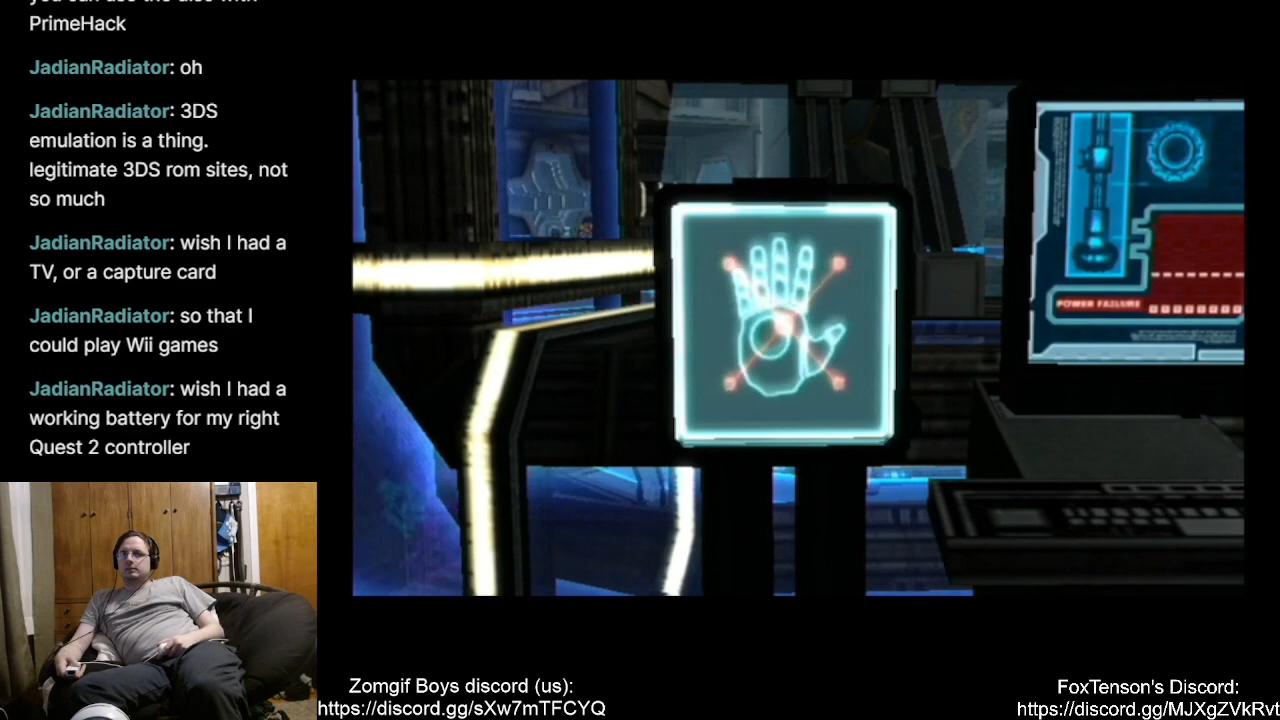 PrimeHack
JadianRadiator: oh
JadianRadiator: 3DS
emulation is a thing.
legitimate 3DS rom sites, not
so much
JadianRadiator: wish I had a
TV, or a capture card
JadianRadiator: so that I
could play Wii games
JadianRadiator: wish I had a
working battery for my right
Quest 2 controller
POWER FAILURE
Zomgif Boys discord (us):
https://discord.gg/sXw7mTFCYQ
FoxTenson's Discord:
https://discord.gg/MJXgZVkRvt